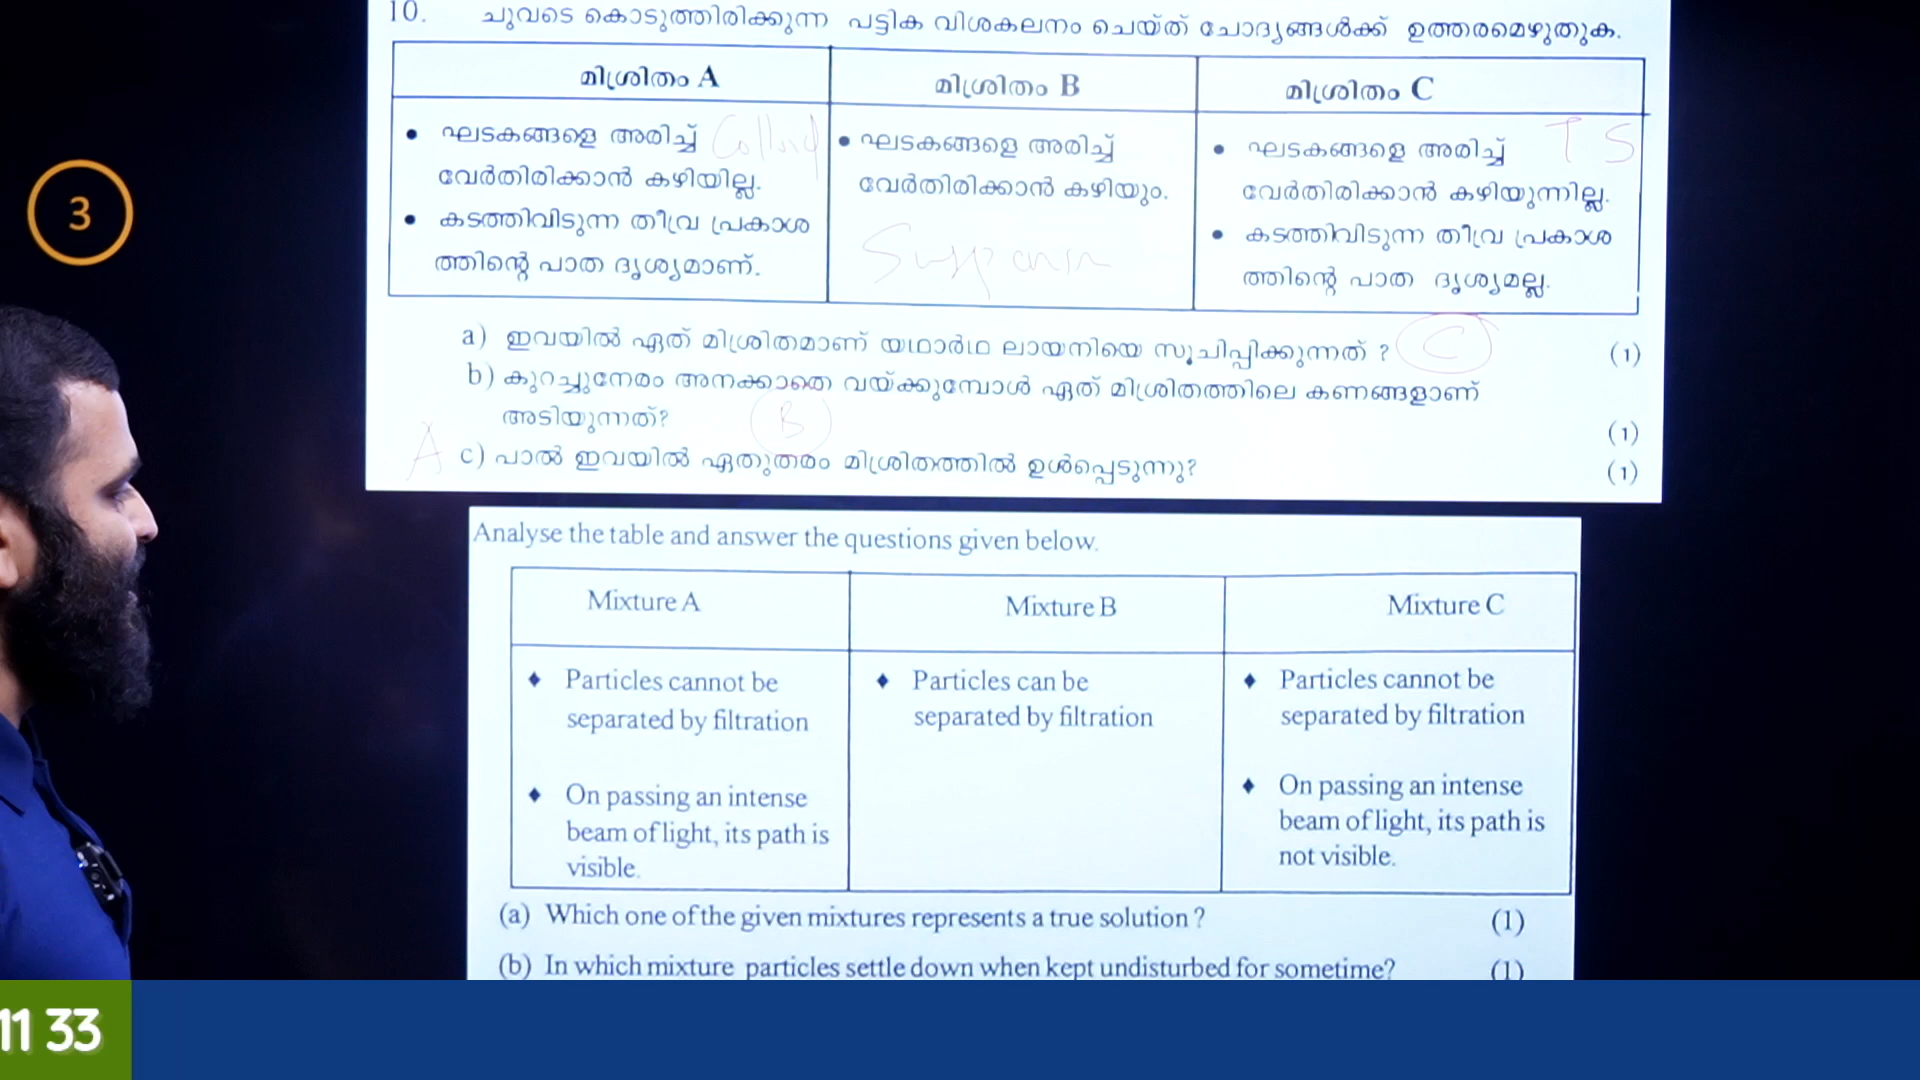 10. ചുവടെ കൊടുത്തിരിക്കുന്ന പട്ടിക വിശകലനം ചെയ്ത് ചോദ്യങ്ങൾക്ക് ഉത്തരമെഴുതുക.
മിശ്രിതം A
മിശ്രിതം B
മിശ്രിതം C
• ഘടകങ്ങളെ അരിച്ച്
വേർതിരിക്കാൻ കഴിയില്ല.
• കടത്തിവിടുന്ന തീവ്ര പ്രകാശ
ത്തിന്റെ പാത ദൃശ്യമാണ്.
• ഘടകങ്ങളെ അരിച്ച്
വേർതിരിക്കാൻ കഴിയും.
• ഘടകങ്ങളെ അരിച്ച് T S
വേർതിരിക്കാൻ കഴിയുന്നില്ല.
• കടത്തിവിടുന്ന തീവ്ര പ്രകാശ
ത്തിന്റെ പാത ദൃശ്യമല്ല.
a) ഇവയിൽ ഏത് മിശ്രിതമാണ് യഥാർഥ ലായനിയെ സൂചിപ്പിക്കുന്നത് ? C (1)
b) കുറച്ചുനേരം അനക്കാതെ വയ്ക്കുമ്പോൾ ഏത് മിശ്രിതത്തിലെ കണങ്ങളാണ്
അടിയുന്നത്? B (1)
A c) പാൽ ഇവയിൽ ഏതുതരം മിശ്രിതത്തിൽ ഉൾപ്പെടുന്നു? (1)
3
Analyse the table and answer the questions given below.
Mixture A
Mixture B
Mixture C
♦ Particles cannot be
separated by filtration
♦ On passing an intense
beam of light, its path is
visible.
♦ Particles can be
separated by filtration
♦ Particles cannot be
separated by filtration
♦ On passing an intense
beam of light, its path is
not visible.
(a) Which one of the given mixtures represents a true solution ? (1)
(b) In which mixture particles settle down when kept undisturbed for sometime? (1)
11 33